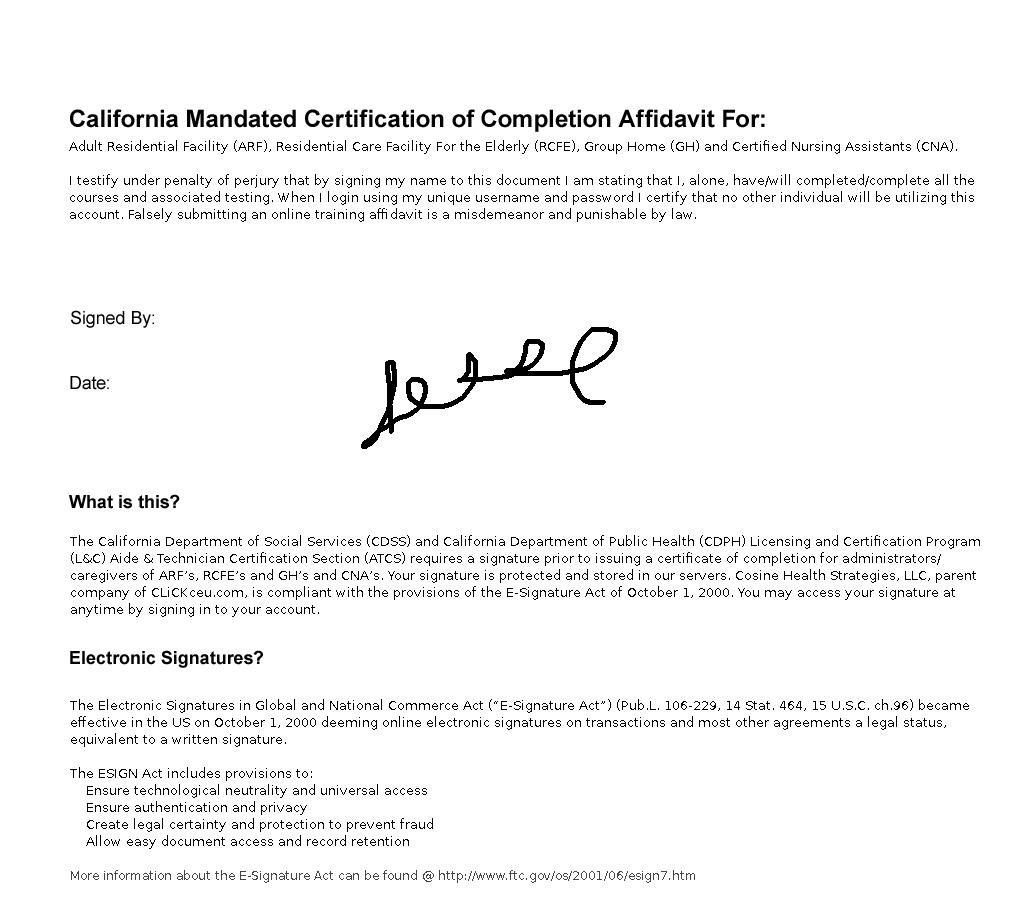 California Mandated Certification of Completion Affidavit For:
Adult Residential Facility (ARF), Residential Care Facility For the Elderly (RCFE), Group Home (GH) and Certified Nursing Assistants (CNA).
I testify under penalty of perjury that by signing my name to this document I am stating that I, alone, have/will completed/complete all the
courses and associated testing. When I login using my unique username and password I certify that no other individual will be utilizing this
account. Falsely submitting an online training affidavit is a misdemeanor and punishable by law.
Signed By:
Date:
What is this?
The California Department of Social Services (CDSS) and California Department of Public Health (CDPH) Licensing and Certification Program
(L&C) Aide & Technician Certification Section (ATCS) requires a signature prior to issuing a certificate of completion for administrators/
caregivers of ARF's, RCFE's and GH's and CNA's. Your signature is protected and stored in our servers. Cosine Health Strategies, LLC, parent
company of CLiCKceu.com, is compliant with the provisions of the E-Signature Act of October 1, 2000. You may access your signature at
anytime by signing in to your account.
Electronic Signatures?
The Electronic Signatures in Global and National Commerce Act (“E-Signature Act”) (Pub.L. 106-229, 14 Stat. 464, 15 U.S.C. ch.96) became
effective in the US on October 1, 2000 deeming online electronic signatures on transactions and most other agreements a legal status,
equivalent to a written signature.
The ESIGN Act includes provisions to:
Ensure technological neutrality and universal access
Ensure authentication and privacy
Create legal certainty and protection to prevent fraud
Allow easy document access and record retention
More information about the E-Signature Act can be found @ http://www.ftc.gov/os/2001/06/esign7.htm